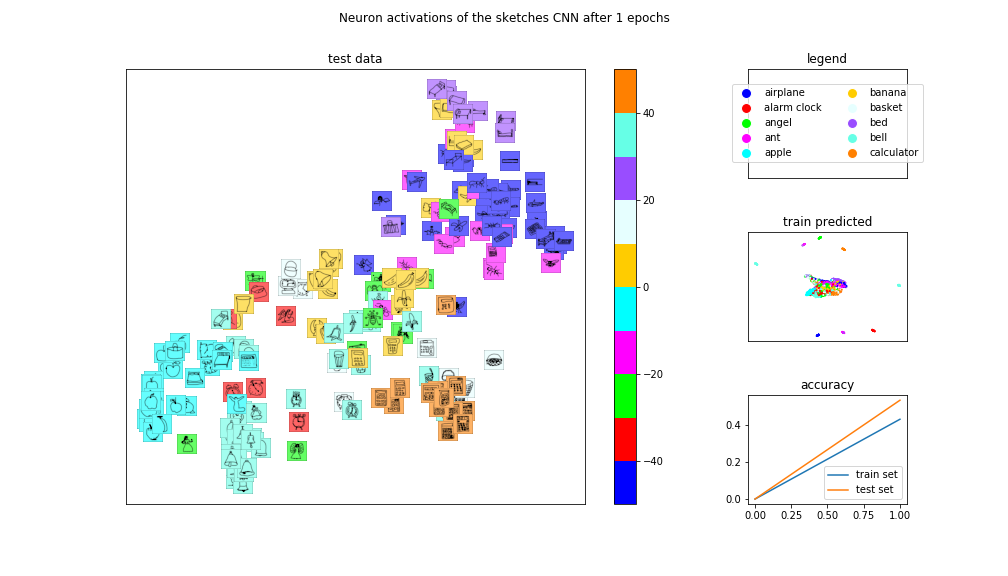 Neuron activations of the sketches CNN after 1 epochs
test data
40
20
0
−20
−40
legend
airplane
alarm clock
angel
ant
apple
banana
basket
bed
bell
calculator
train predicted
accuracy
0.4
0.2
0.0
0.00 0.25 0.50 0.75 1.00
train set
test set